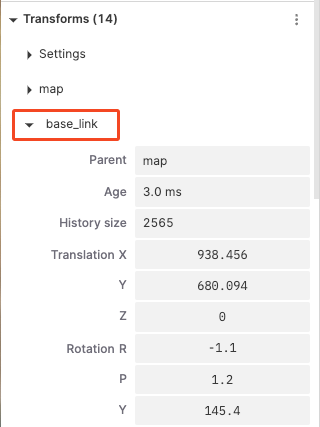 Transforms (14)
Settings
map
base_link
Parent map
Age 3.0 ms
History size 2565
Translation X 938.456
Y 680.094
Z 0
Rotation R -1.1
P 1.2
Y 145.4